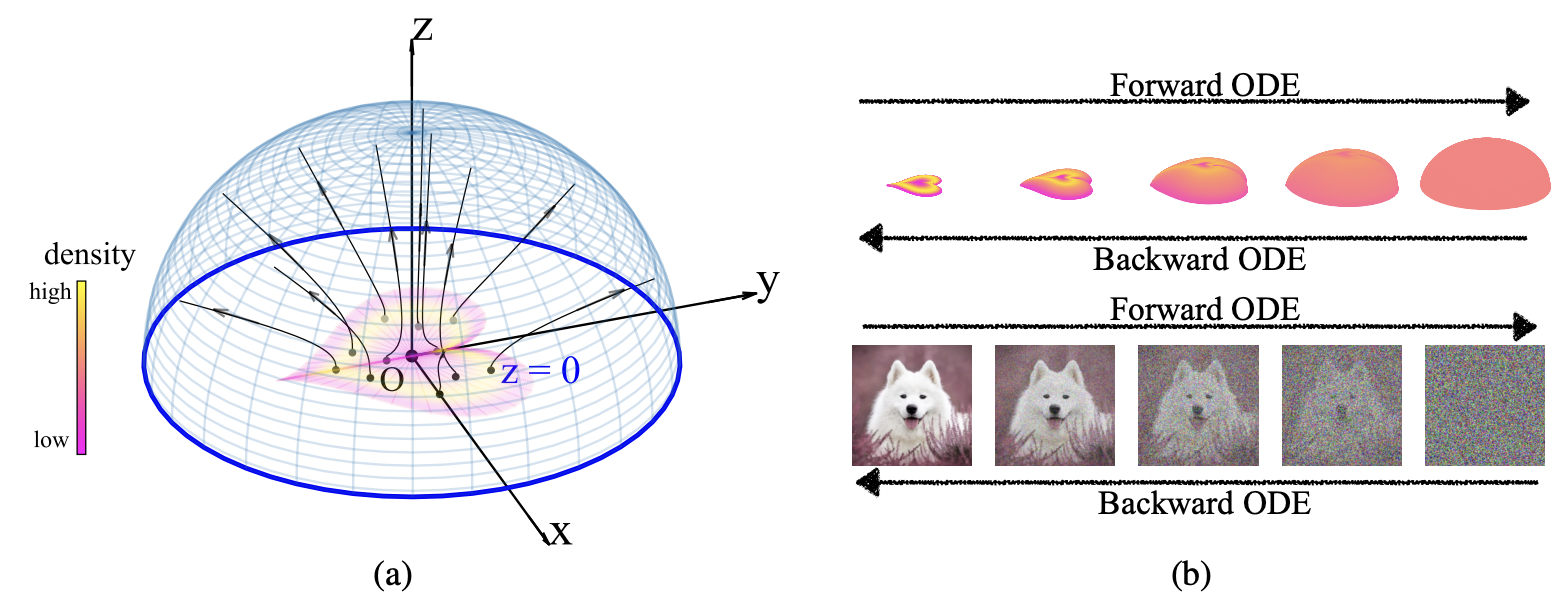 z
y
x
O
z = 0
density
high
low
(a)
Forward ODE
Backward ODE
Forward ODE
Backward ODE
(b)